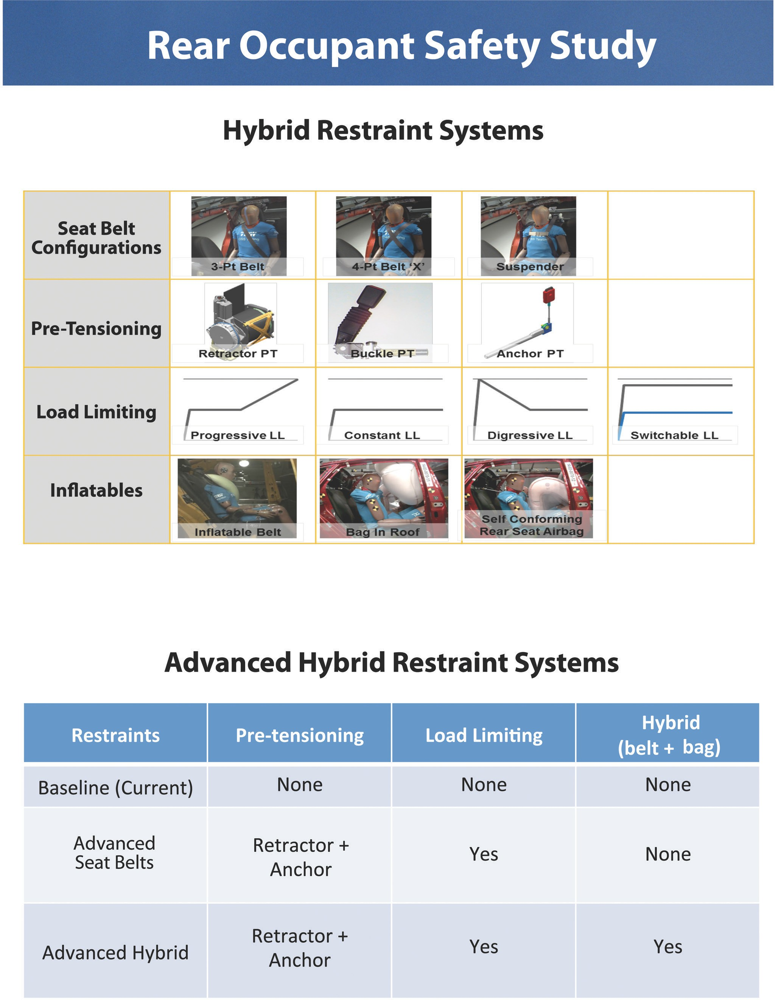 Rear Occupant Safety Study
Hybrid Restraint Systems
Seat Belt
Configurations
3-Pt Belt
4-Pt Belt ‘X’
Suspender
Pre-Tensioning
Retractor PT
Buckle PT
Anchor PT
Load Limiting
Progressive LL
Constant LL
Digressive LL
Switchable LL
Inflatables
Inflatable Belt
Bag In Roof
Self Conforming
Rear Seat Airbag
Advanced Hybrid Restraint Systems
Restraints
Pre-tensioning
Load Limiting
Hybrid
(belt + bag)
Baseline (Current)
None
None
None
Advanced
Seat Belts
Retractor +
Anchor
Yes
None
Advanced Hybrid
Retractor +
Anchor
Yes
Yes